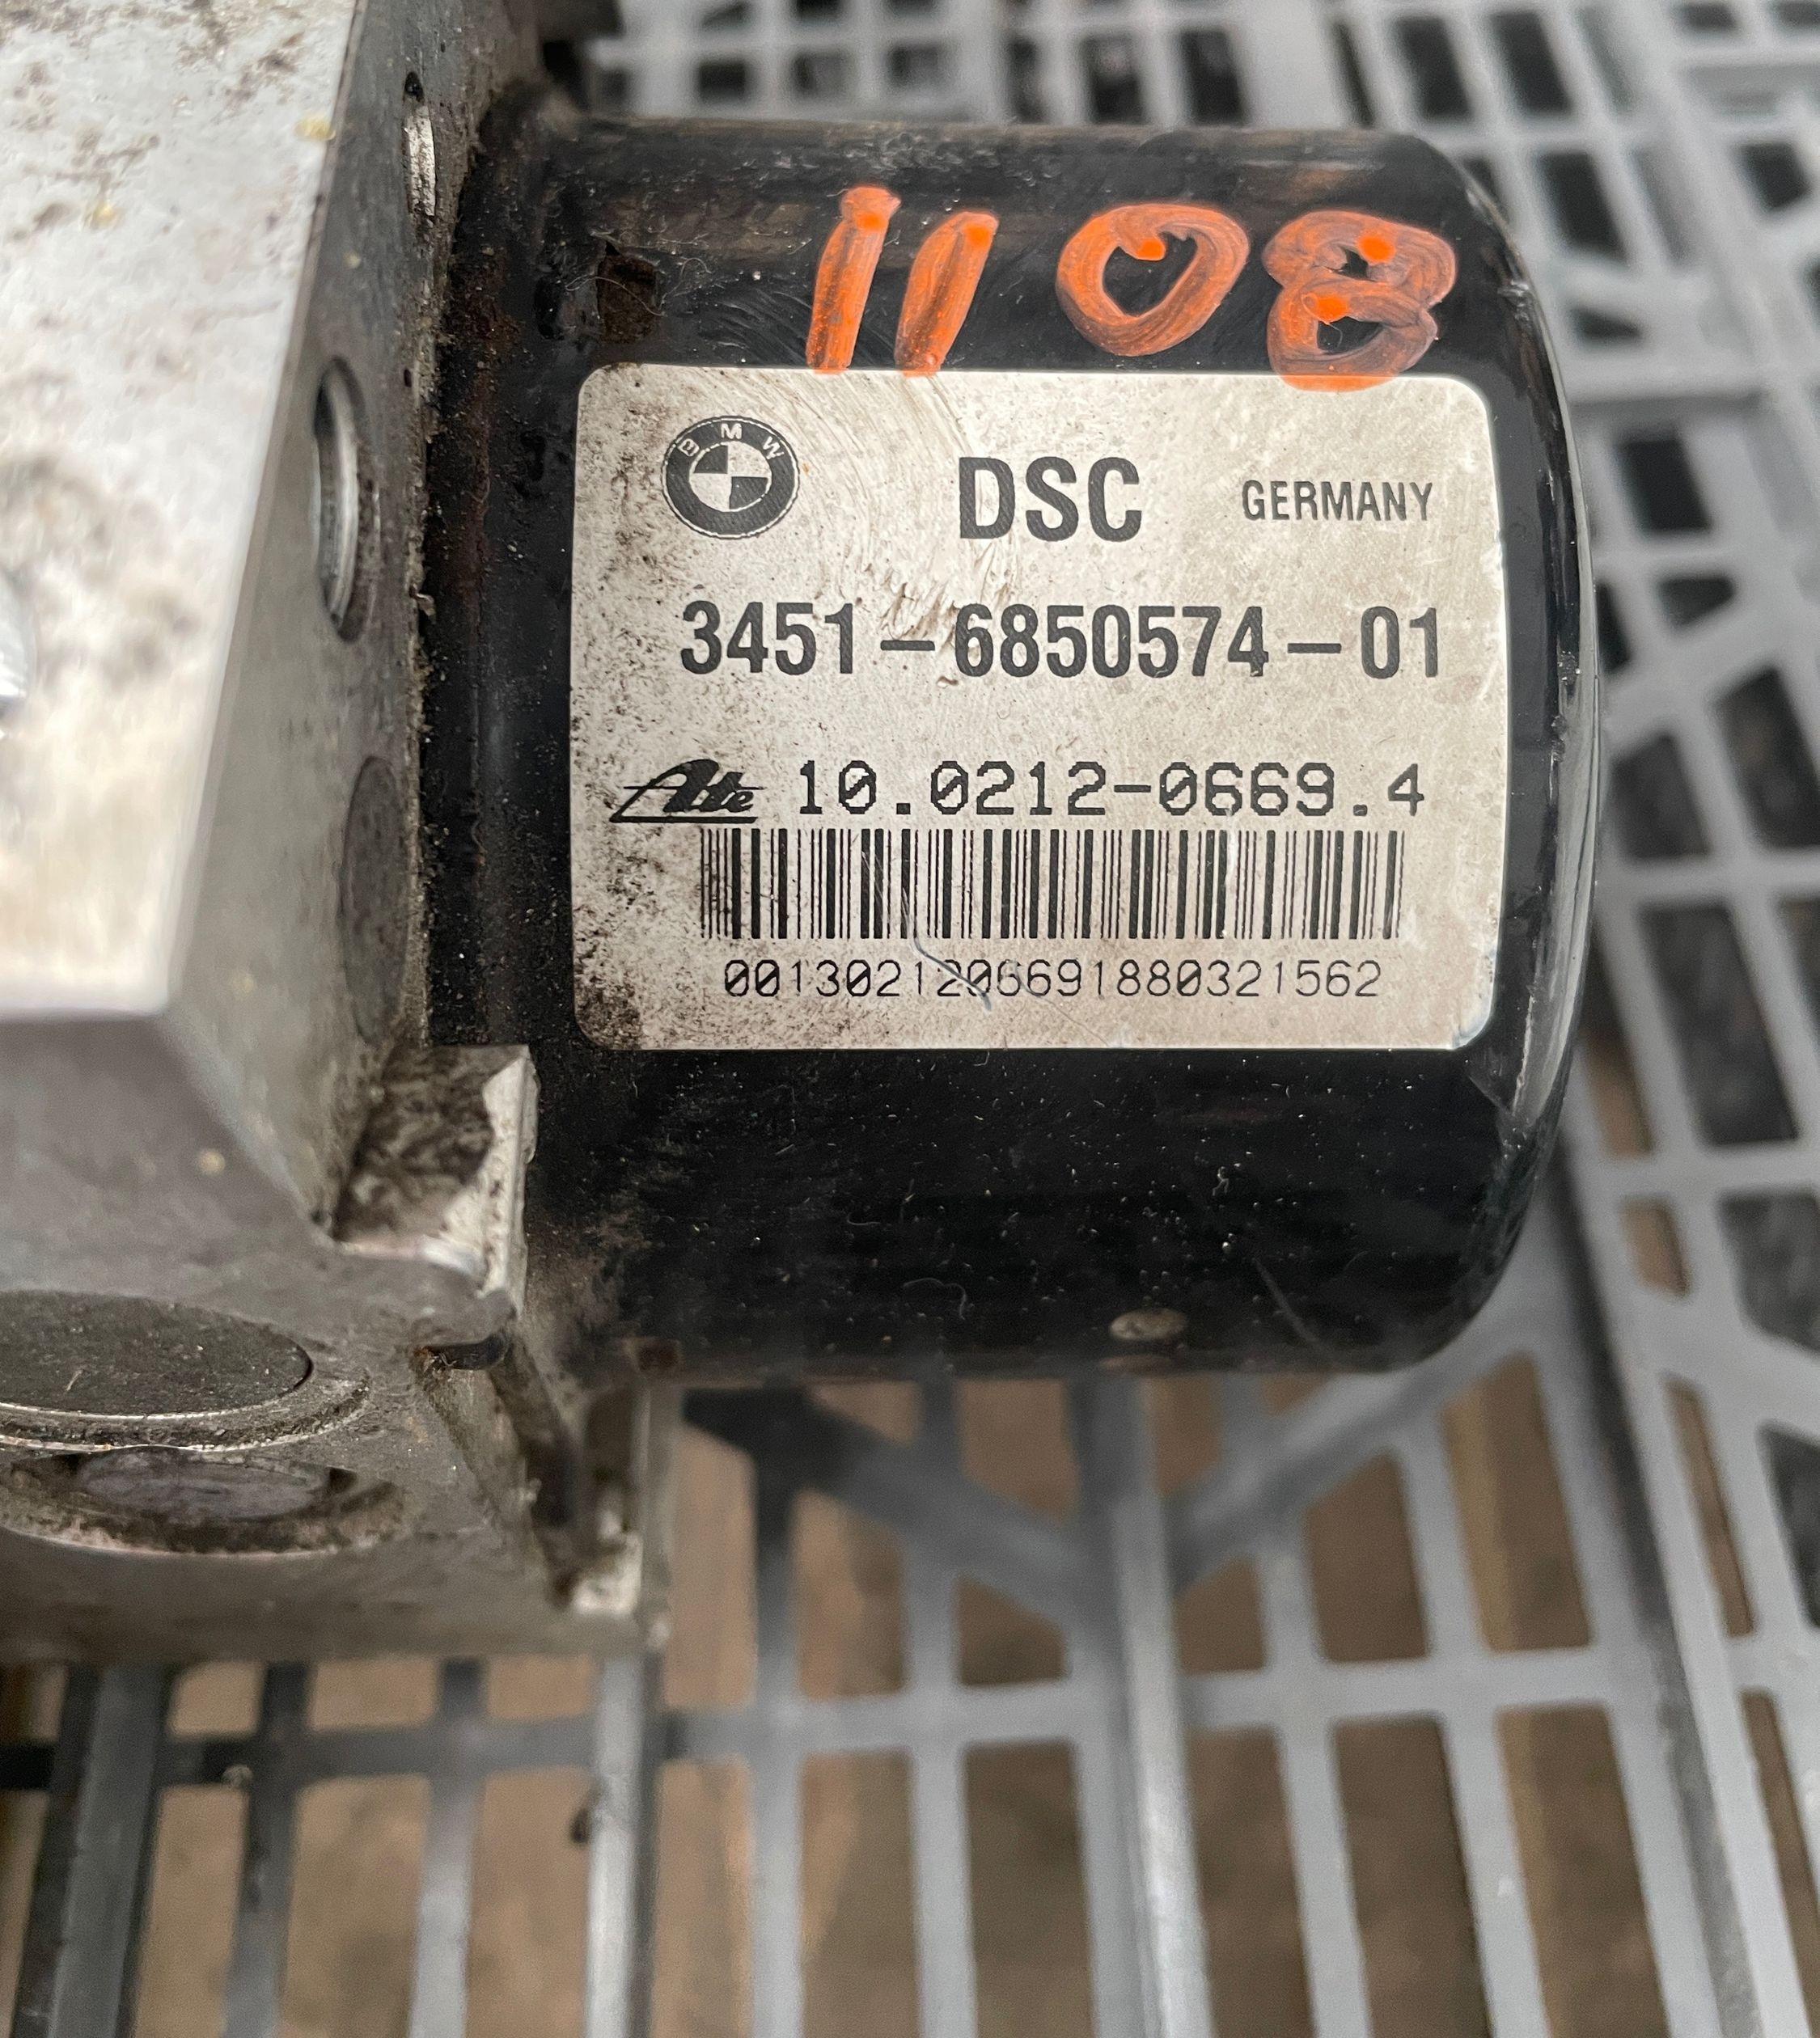 1108
BMW
DSC GERMANY
3451-6850574-01
Ate 10.0212-0669.4
0013021206691880321562